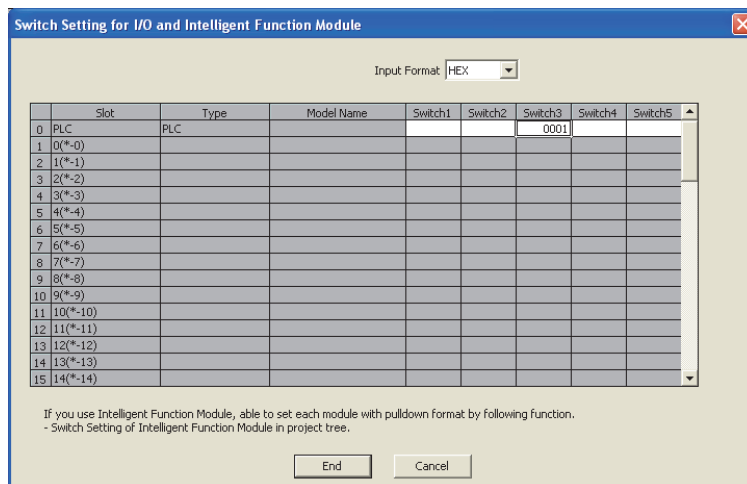 Switch Setting for I/O and Intelligent Function Module
Input Format HEX
Slot Type Model Name Switch1 Switch2 Switch3 Switch4 Switch5
0 PLC PLC 0001
1 0(*-0)
2 1(*-1)
3 2(*-2)
4 3(*-3)
5 4(*-4)
6 5(*-5)
7 6(*-6)
8 7(*-7)
9 8(*-8)
10 9(*-9)
11 10(*-10)
12 11(*-11)
13 12(*-12)
14 13(*-13)
15 14(*-14)
If you use Intelligent Function Module, able to set each module with pulldown format by following function.
- Switch Setting of Intelligent Function Module in project tree.
End Cancel